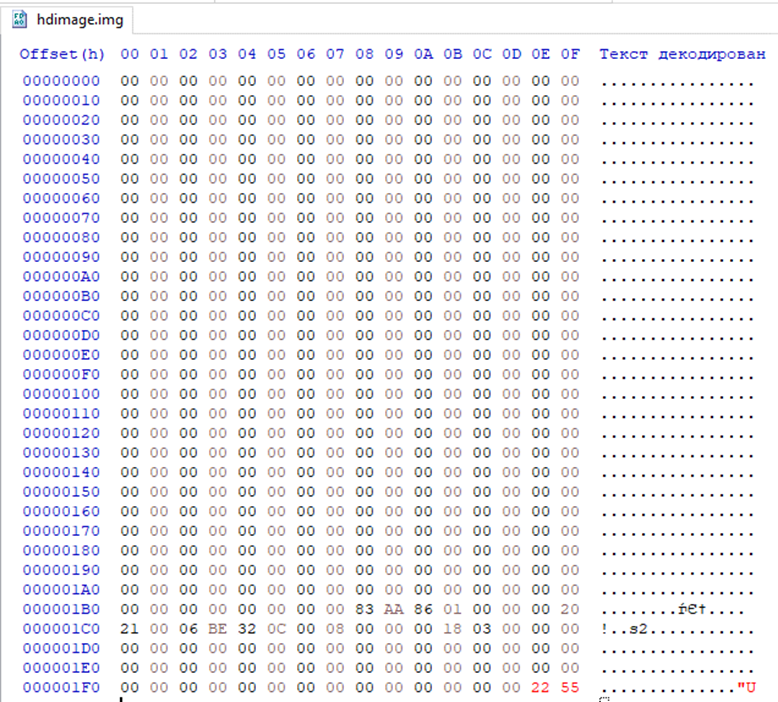 hdimage.img
Offset(h) 00 01 02 03 04 05 06 07 08 09 0A 0B 0C 0D 0E 0F Текст декодирован
00000000 00 00 00 00 00 00 00 00 00 00 00 00 00 00 00 00 ................
00000010 00 00 00 00 00 00 00 00 00 00 00 00 00 00 00 00 ................
00000020 00 00 00 00 00 00 00 00 00 00 00 00 00 00 00 00 ................
00000030 00 00 00 00 00 00 00 00 00 00 00 00 00 00 00 00 ................
00000040 00 00 00 00 00 00 00 00 00 00 00 00 00 00 00 00 ................
00000050 00 00 00 00 00 00 00 00 00 00 00 00 00 00 00 00 ................
00000060 00 00 00 00 00 00 00 00 00 00 00 00 00 00 00 00 ................
00000070 00 00 00 00 00 00 00 00 00 00 00 00 00 00 00 00 ................
00000080 00 00 00 00 00 00 00 00 00 00 00 00 00 00 00 00 ................
00000090 00 00 00 00 00 00 00 00 00 00 00 00 00 00 00 00 ................
000000A0 00 00 00 00 00 00 00 00 00 00 00 00 00 00 00 00 ................
000000B0 00 00 00 00 00 00 00 00 00 00 00 00 00 00 00 00 ................
000000C0 00 00 00 00 00 00 00 00 00 00 00 00 00 00 00 00 ................
000000D0 00 00 00 00 00 00 00 00 00 00 00 00 00 00 00 00 ................
000000E0 00 00 00 00 00 00 00 00 00 00 00 00 00 00 00 00 ................
000000F0 00 00 00 00 00 00 00 00 00 00 00 00 00 00 00 00 ................
00000100 00 00 00 00 00 00 00 00 00 00 00 00 00 00 00 00 ................
00000110 00 00 00 00 00 00 00 00 00 00 00 00 00 00 00 00 ................
00000120 00 00 00 00 00 00 00 00 00 00 00 00 00 00 00 00 ................
00000130 00 00 00 00 00 00 00 00 00 00 00 00 00 00 00 00 ................
00000140 00 00 00 00 00 00 00 00 00 00 00 00 00 00 00 00 ................
00000150 00 00 00 00 00 00 00 00 00 00 00 00 00 00 00 00 ................
00000160 00 00 00 00 00 00 00 00 00 00 00 00 00 00 00 00 ................
00000170 00 00 00 00 00 00 00 00 00 00 00 00 00 00 00 00 ................
00000180 00 00 00 00 00 00 00 00 00 00 00 00 00 00 00 00 ................
00000190 00 00 00 00 00 00 00 00 00 00 00 00 00 00 00 00 ................
000001A0 00 00 00 00 00 00 00 00 00 00 00 00 00 00 00 00 ................
000001B0 00 00 00 00 00 00 00 00 83 AA 86 01 00 00 00 20 ........ѓЄ†....
000001C0 21 00 06 BE 32 0C 00 08 00 00 00 18 03 00 00 00 !..ѕ2...........
000001D0 00 00 00 00 00 00 00 00 00 00 00 00 00 00 00 00 ................
000001E0 00 00 00 00 00 00 00 00 00 00 00 00 00 00 00 00 ................
000001F0 00 00 00 00 00 00 00 00 00 00 00 00 00 00 22 55 .............."U